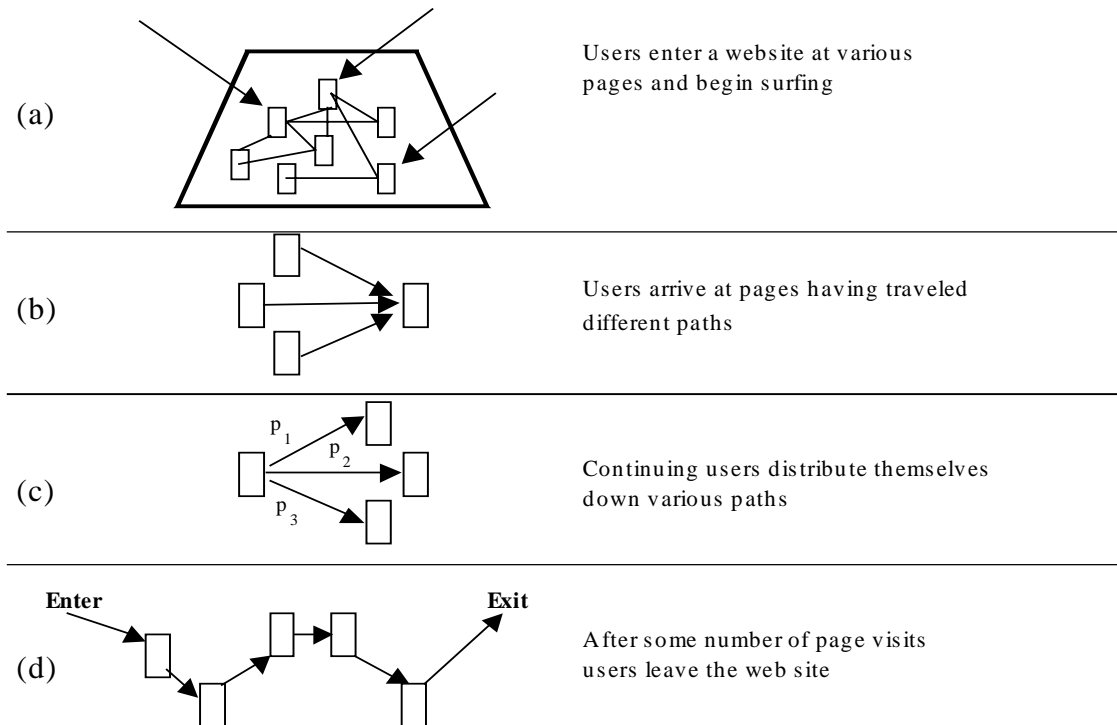 (a)
Users enter a website at various
pages and begin surfing
(b)
Users arrive at pages having traveled
different paths
(c)
p1
p2
p3
Continuing users distribute themselves
down various paths
(d)
Enter
Exit
After some number of page visits
users leave the web site